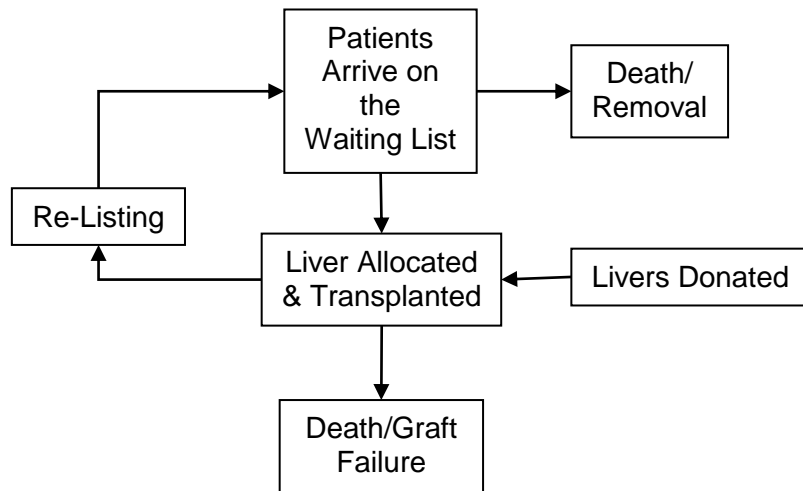 Patients
Arrive on
the
Waiting List
Death/
Removal
Re-Listing
Liver Allocated
& Transplanted
Livers Donated
Death/Graft
Failure